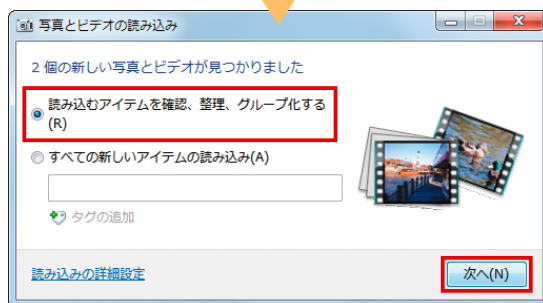 写真とビデオの読み込み
2 個の新しい写真とビデオが見つかりました
読み込むアイテムを確認、整理、グループ化する
(R)
すべての新しいアイテムの読み込み(A)
タグの追加
読み込みの詳細設定
次へ(N)